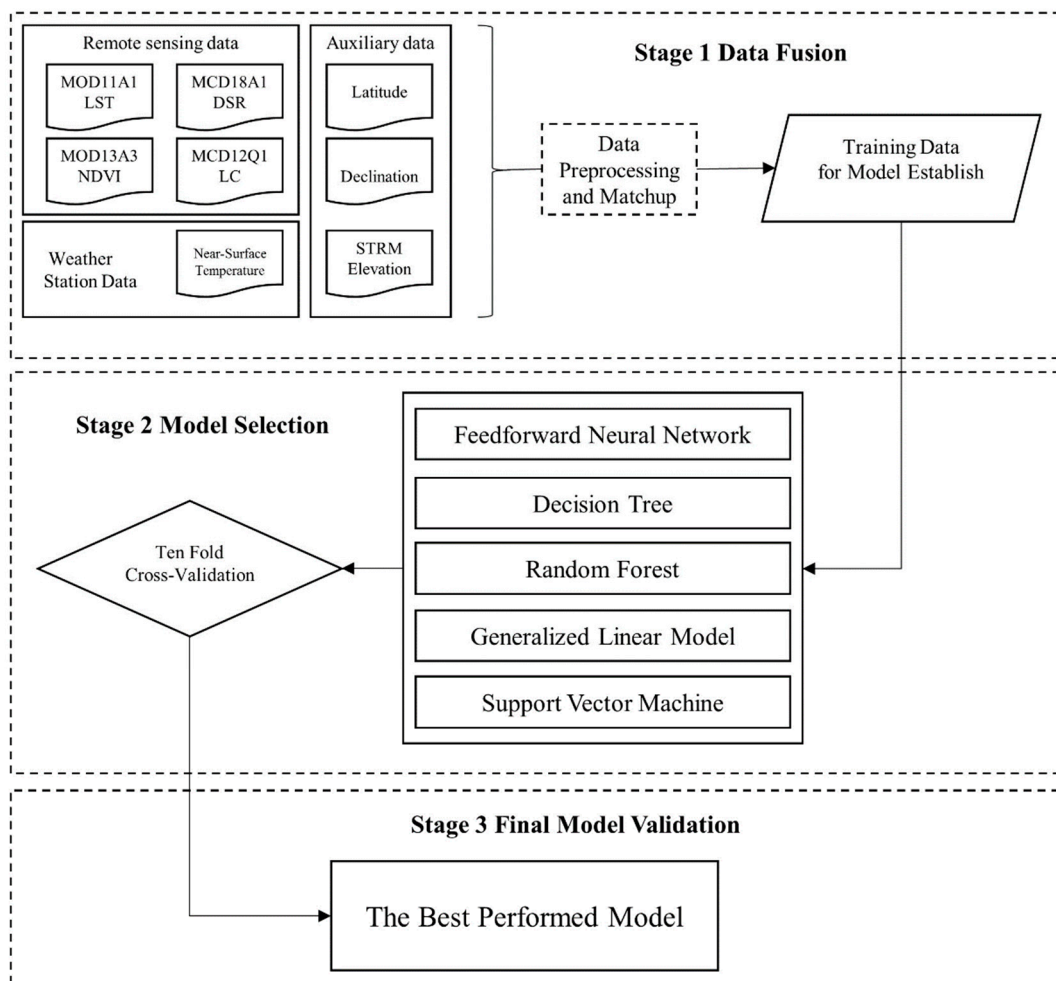 Remote sensing data
MOD11A1
LST
MCD18A1
DSR
MOD13A3
NDVI
MCD12Q1
LC
Weather
Station Data
Near-Surface
Temperature
Auxiliary data
Latitude
Declination
STRM
Elevation
Stage 1 Data Fusion
Data
Preprocessing
and Matchup
Training Data
for Model Establish
Stage 2 Model Selection
Feedforward Neural Network
Decision Tree
Random Forest
Generalized Linear Model
Support Vector Machine
Ten Fold
Cross-Validation
Stage 3 Final Model Validation
The Best Performed Model